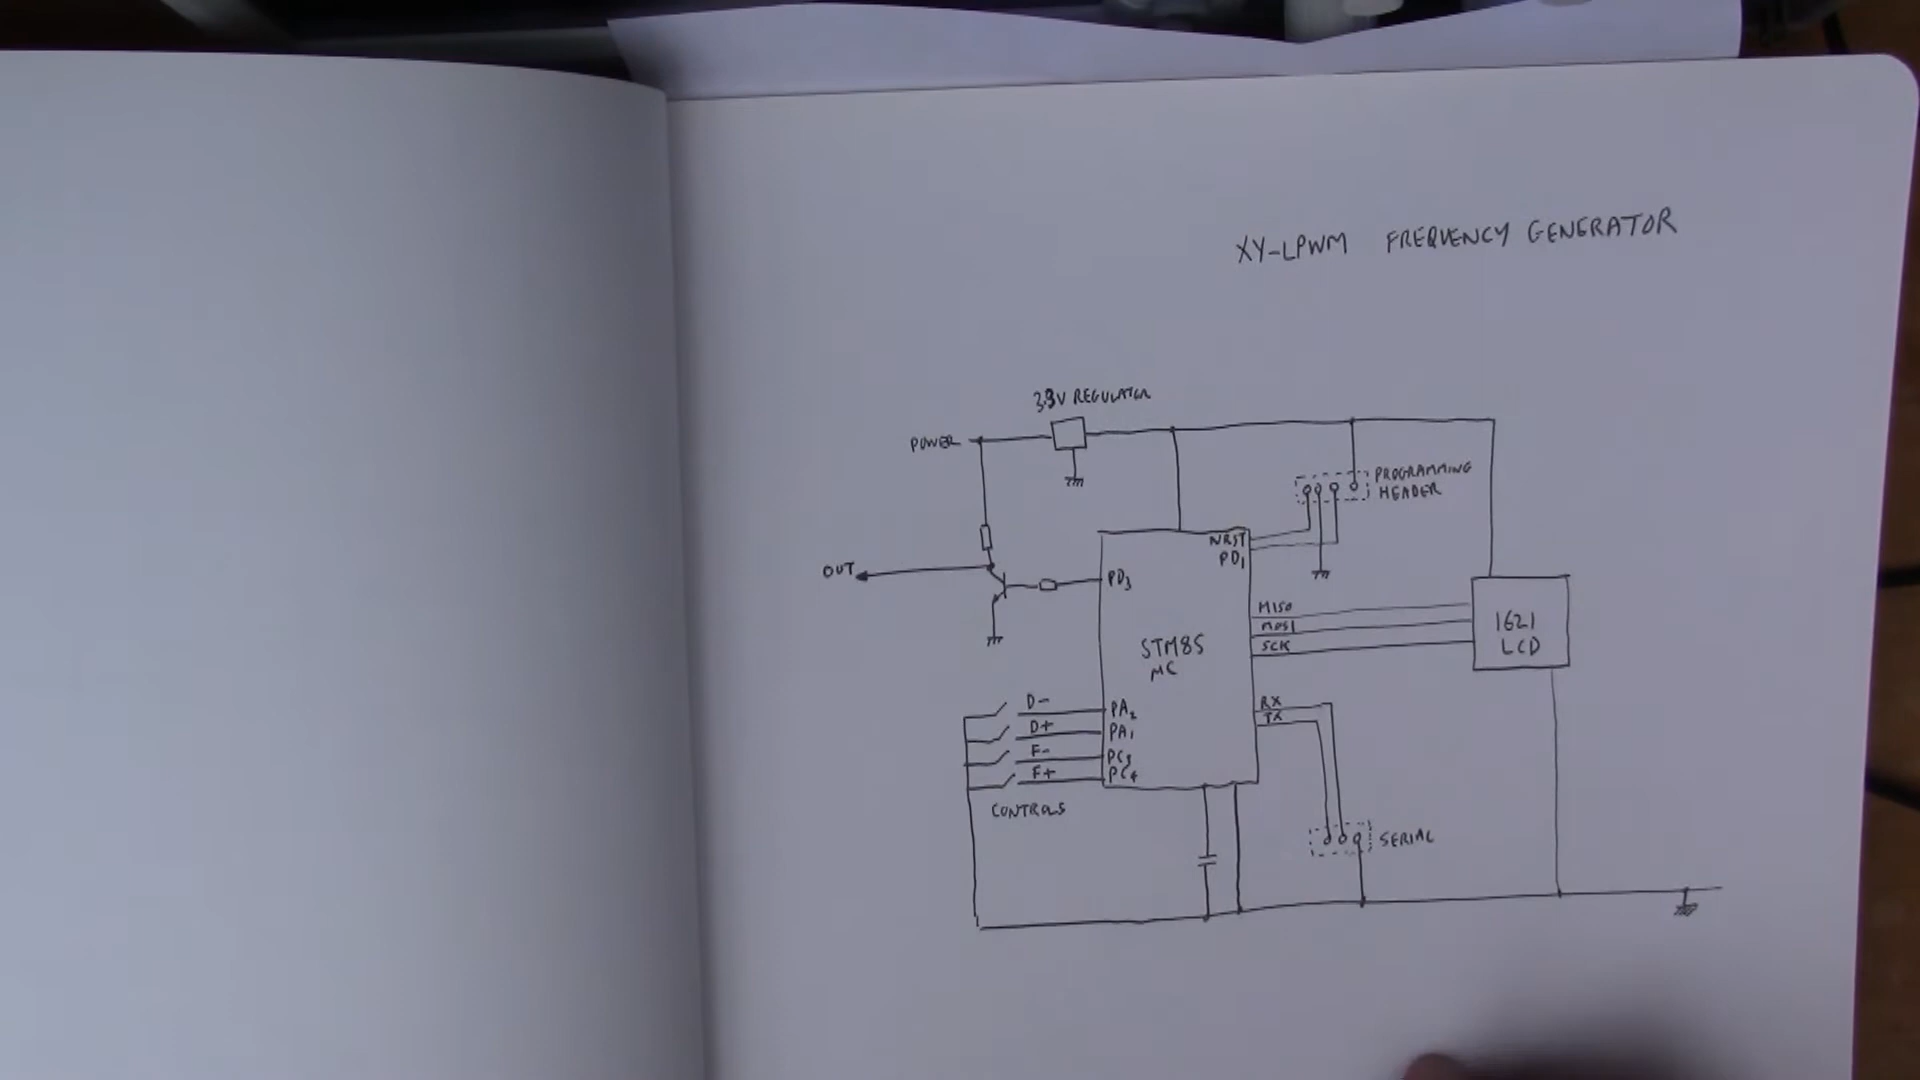 XY-LPWM FREQUENCY GENERATOR
3.3V REGULATOR
POWER
PROGRAMMING
HEADER
NRST
PD1
OUT
PD3
MISO
MOSI
SCK
1621
LCD
STM8S
MC
D-
PA2
D+
PA1
F-
PC3
F+
PC4
RX
TX
CONTROLS
SERIAL